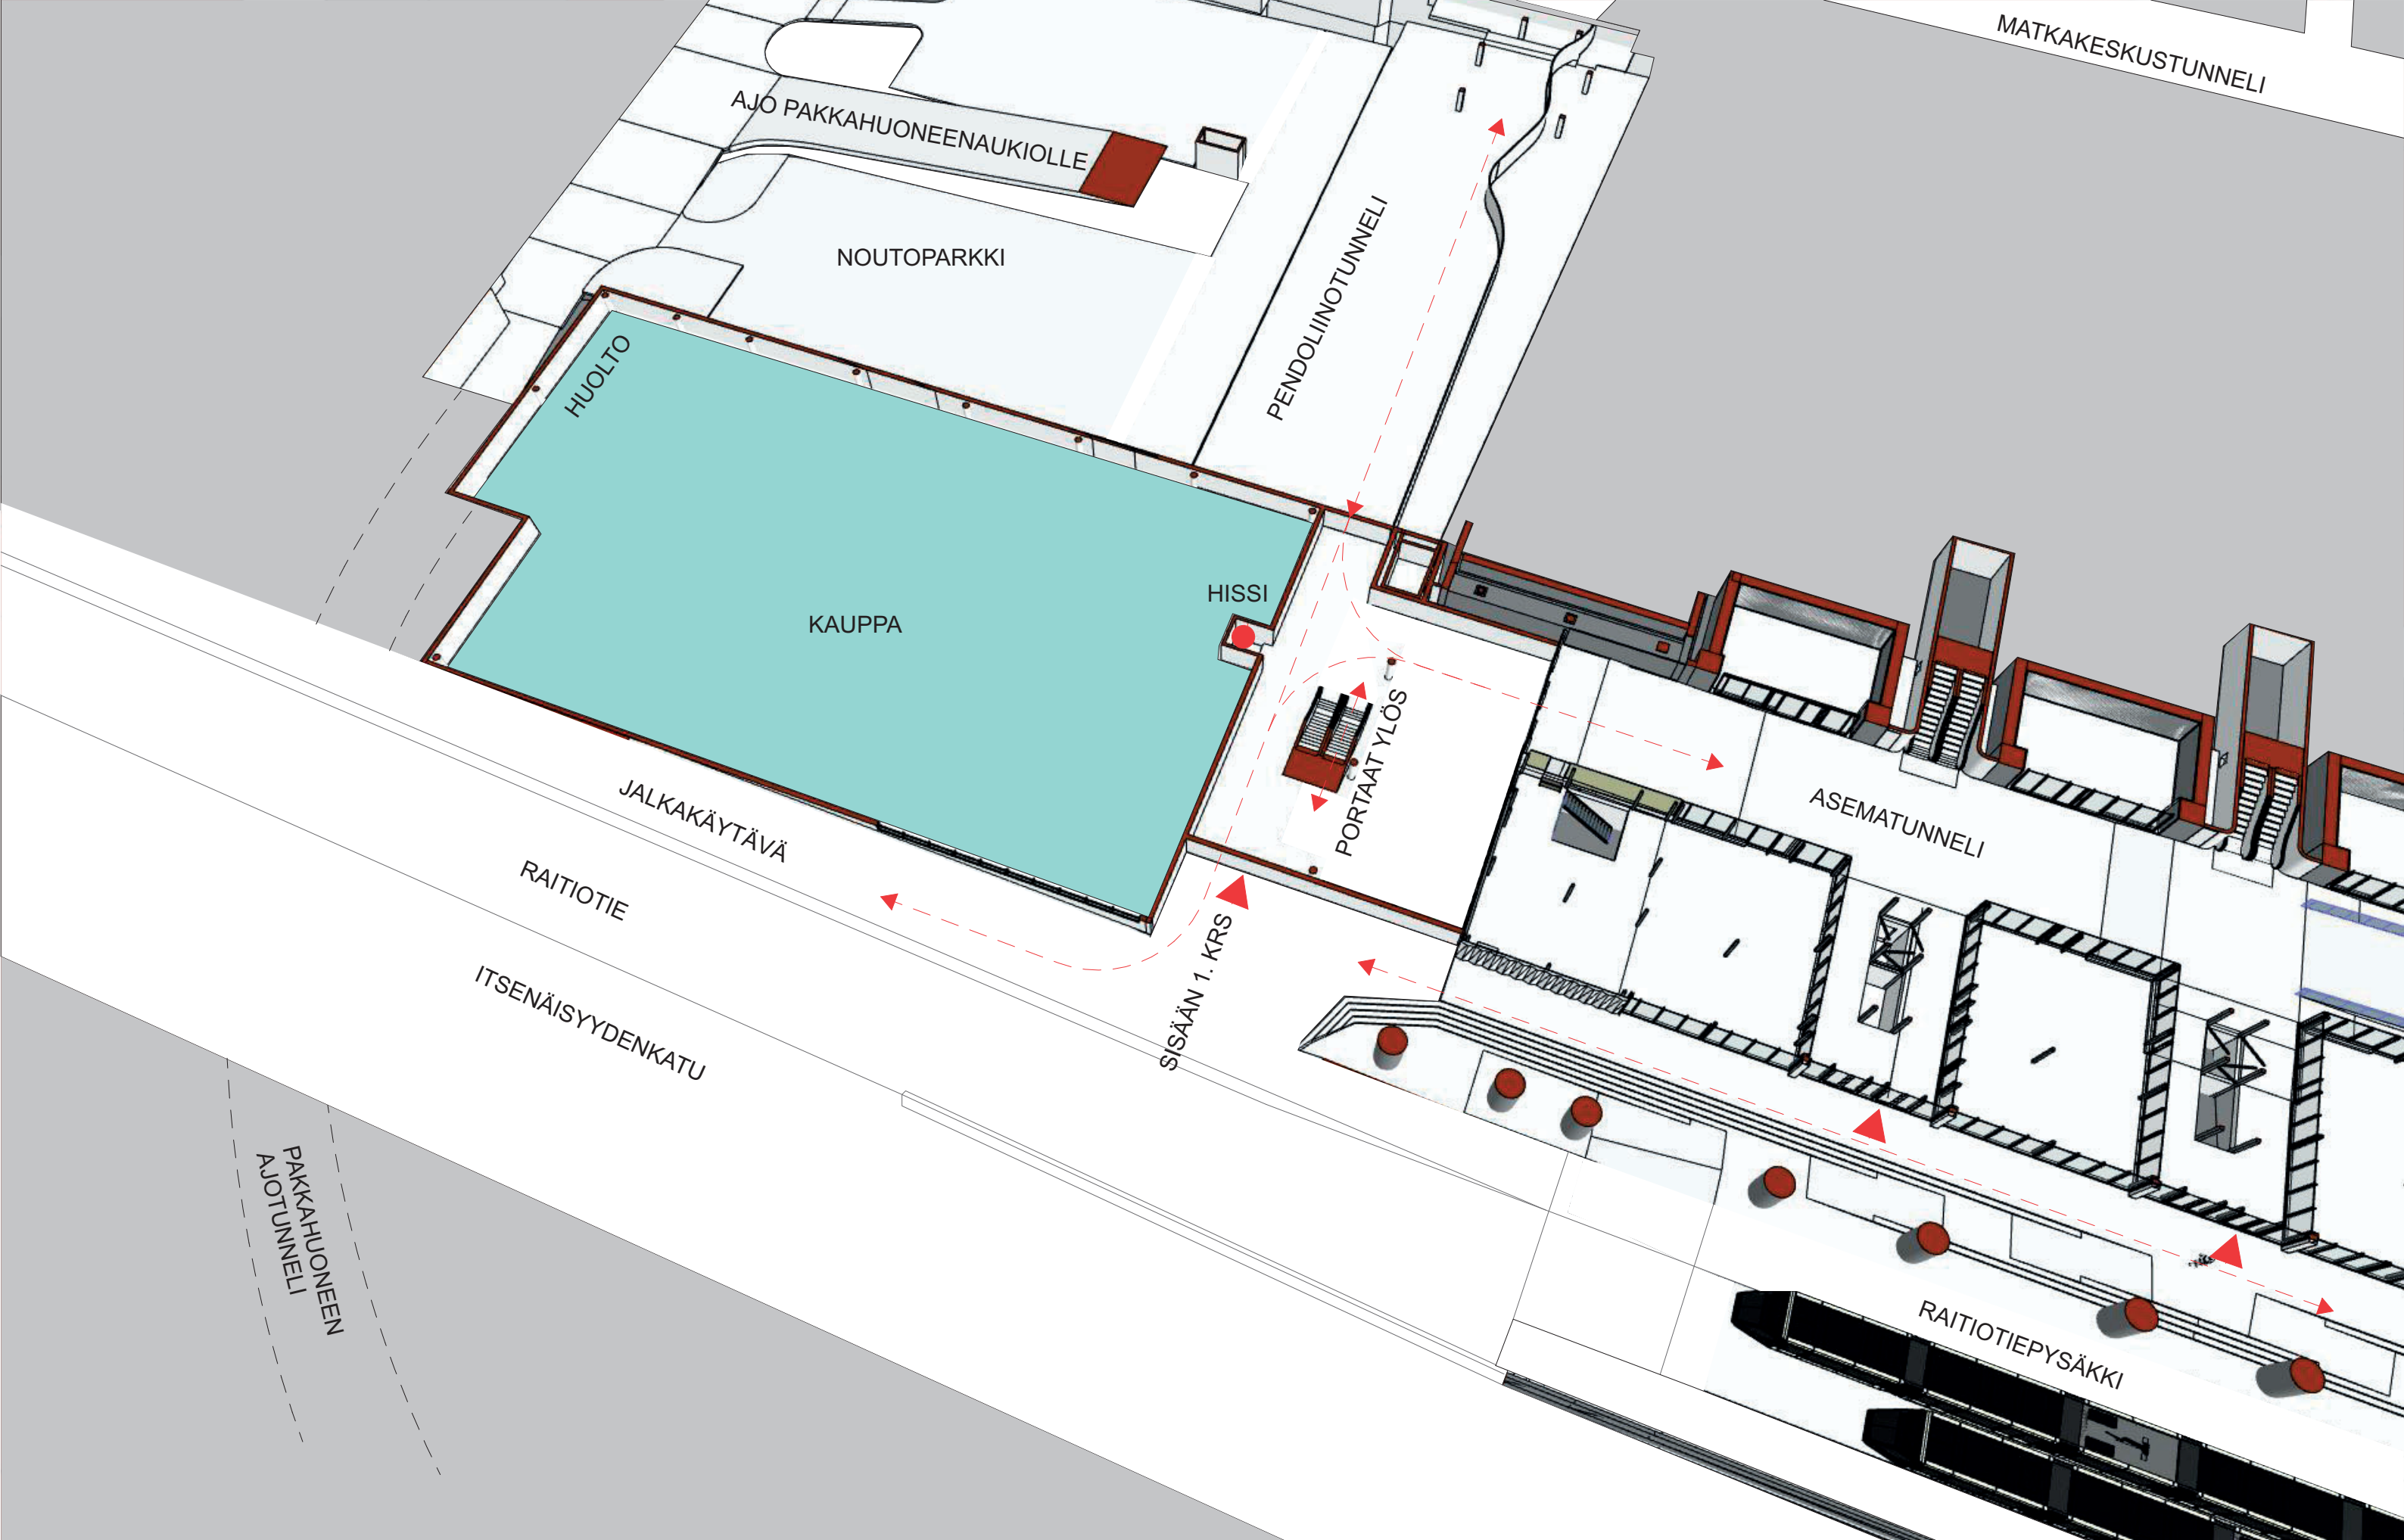 MATKAKESKUSTUNNELI
AJO PAKKAHUONEENAUKIOLLE
NOUTOPARKKI
PENDOLIINOTUNNELI
HUOLTO
HISSI
KAUPPA
PORTAAT YLÖS
JALKAKÄYTÄVÄ
ASEMATUNNELI
RAITIOTIE
SISÄÄN 1. KRS
ITSENÄISYYDENKATU
PAKKAHUONEEN
AJOTUNNELI
RAITIOTIEPYSÄKKI